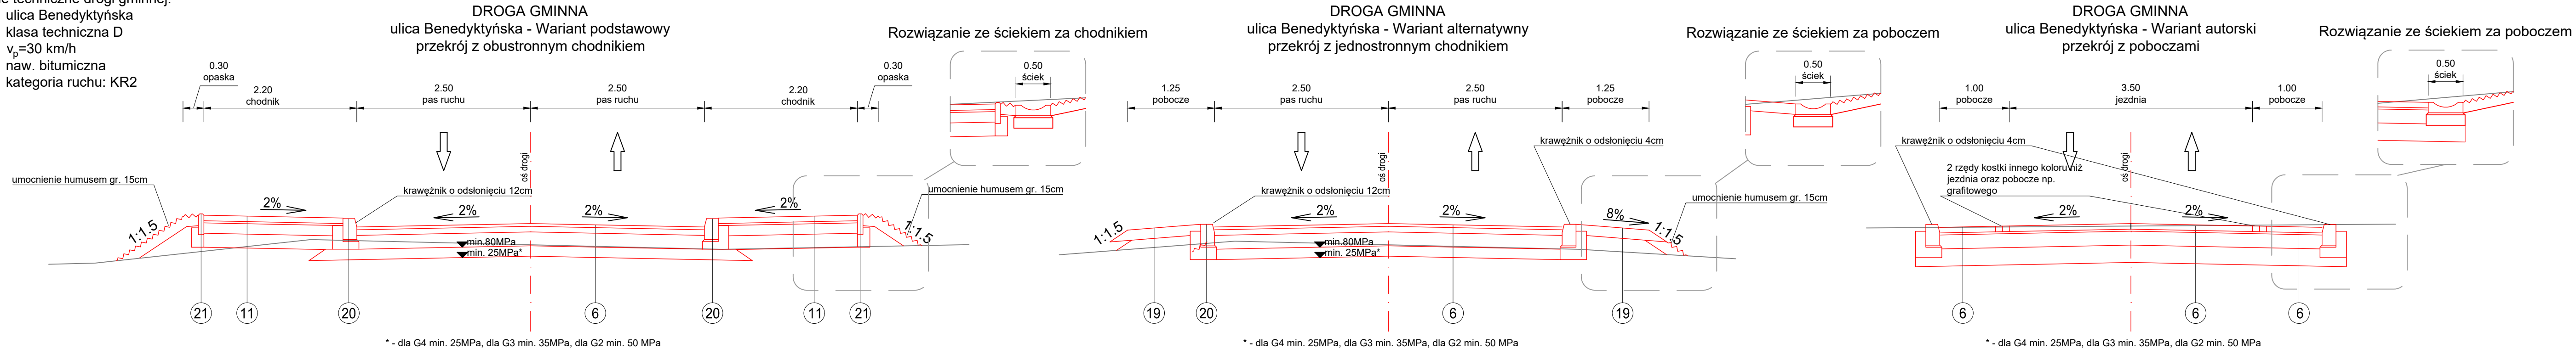 e techniczne drogi gminnej:
ulica Benedyktyńska
klasa techniczna D
vp=30 km/h
naw. bitumiczna
kategoria ruchu: KR2
DROGA GMINNA
ulica Benedyktyńska - Wariant podstawowy
przekrój z obustronnym chodnikiem
Rozwiązanie ze ściekiem za chodnikiem
0.30
opaska
2.20
chodnik
2.50
pas ruchu
2.50
pas ruchu
2.20
chodnik
0.30
opaska
0.50
ściek
oś drogi
umocnienie humusem gr. 15cm
krawężnik o odsłonięciu 12cm
umocnienie humusem gr. 15cm
1:1.5
2%
2%
2%
2%
1:1.5
min.80MPa
min. 25MPa*
21
11
20
6
20
11
21
* - dla G4 min. 25MPa, dla G3 min. 35MPa, dla G2 min. 50 MPa
DROGA GMINNA
ulica Benedyktyńska - Wariant alternatywny
przekrój z jednostronnym chodnikiem
Rozwiązanie ze ściekiem za poboczem
1.25
pobocze
2.50
pas ruchu
2.50
pas ruchu
1.25
pobocze
0.50
ściek
oś drogi
krawężnik o odsłonięciu 4cm
krawężnik o odsłonięciu 12cm
umocnienie humusem gr. 15cm
1:1.5
2%
2%
8%
1:1.5
min.80MPa
min. 25MPa*
19
20
6
19
* - dla G4 min. 25MPa, dla G3 min. 35MPa, dla G2 min. 50 MPa
DROGA GMINNA
ulica Benedyktyńska - Wariant autorski
przekrój z poboczami
Rozwiązanie ze ściekiem za poboczem
1.00
pobocze
3.50
jezdnia
1.00
pobocze
0.50
ściek
oś drogi
krawężnik o odsłonięciu 4cm
2 rzędy kostki innego koloru niż
jezdnia oraz pobocze np.
grafitowego
2%
2%
6
6
6
* - dla G4 min. 25MPa, dla G3 min. 35MPa, dla G2 min. 50 MPa